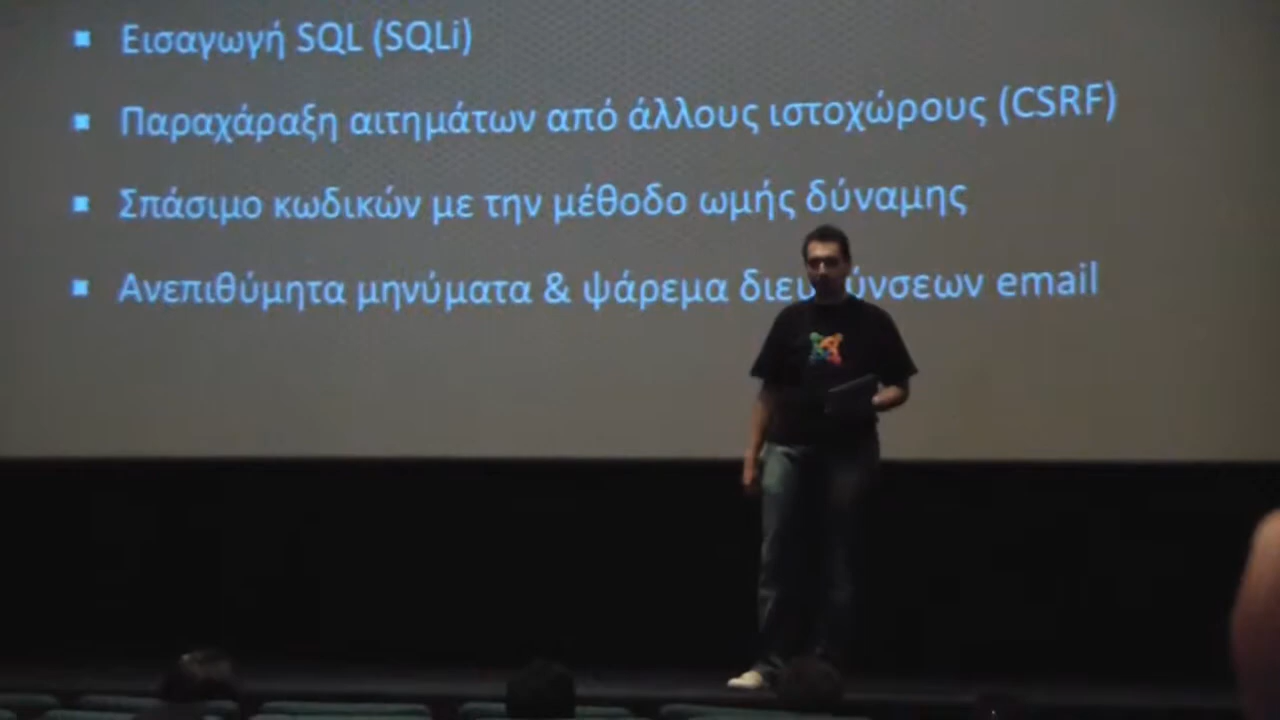 Εισαγωγή SQL (SQLi)
Παραχάραξη αιτημάτων από άλλους ιστοχώρους (CSRF)
Σπάσιμο κωδικών με την μέθοδο ωμής δύναμης
Ανεπιθύμητα μηνύματα & ψάρεμα διευθύνσεων email